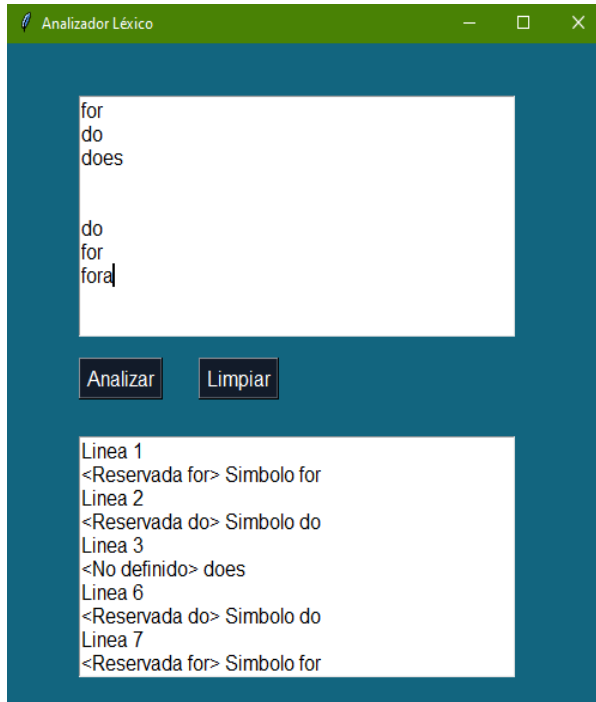 Analizador Léxico
for
do
does
do
for
fora
Analizar
Limpiar
Linea 1
<Reservada for> Simbolo for
Linea 2
<Reservada do> Simbolo do
Linea 3
<No definido> does
Linea 6
<Reservada do> Simbolo do
Linea 7
<Reservada for> Simbolo for